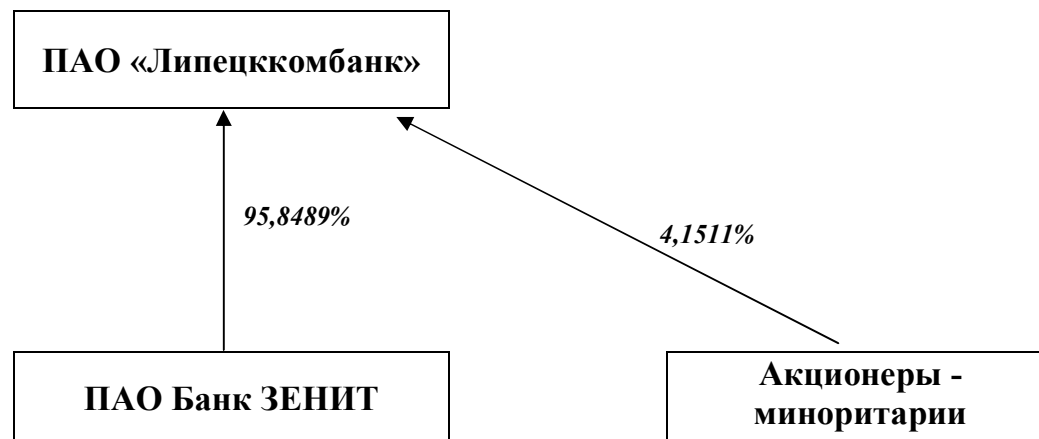 ПАО «Липецккомбанк»
95,8489%
4,1511%
ПАО Банк ЗЕНИТ
Акционеры -
миноритарии